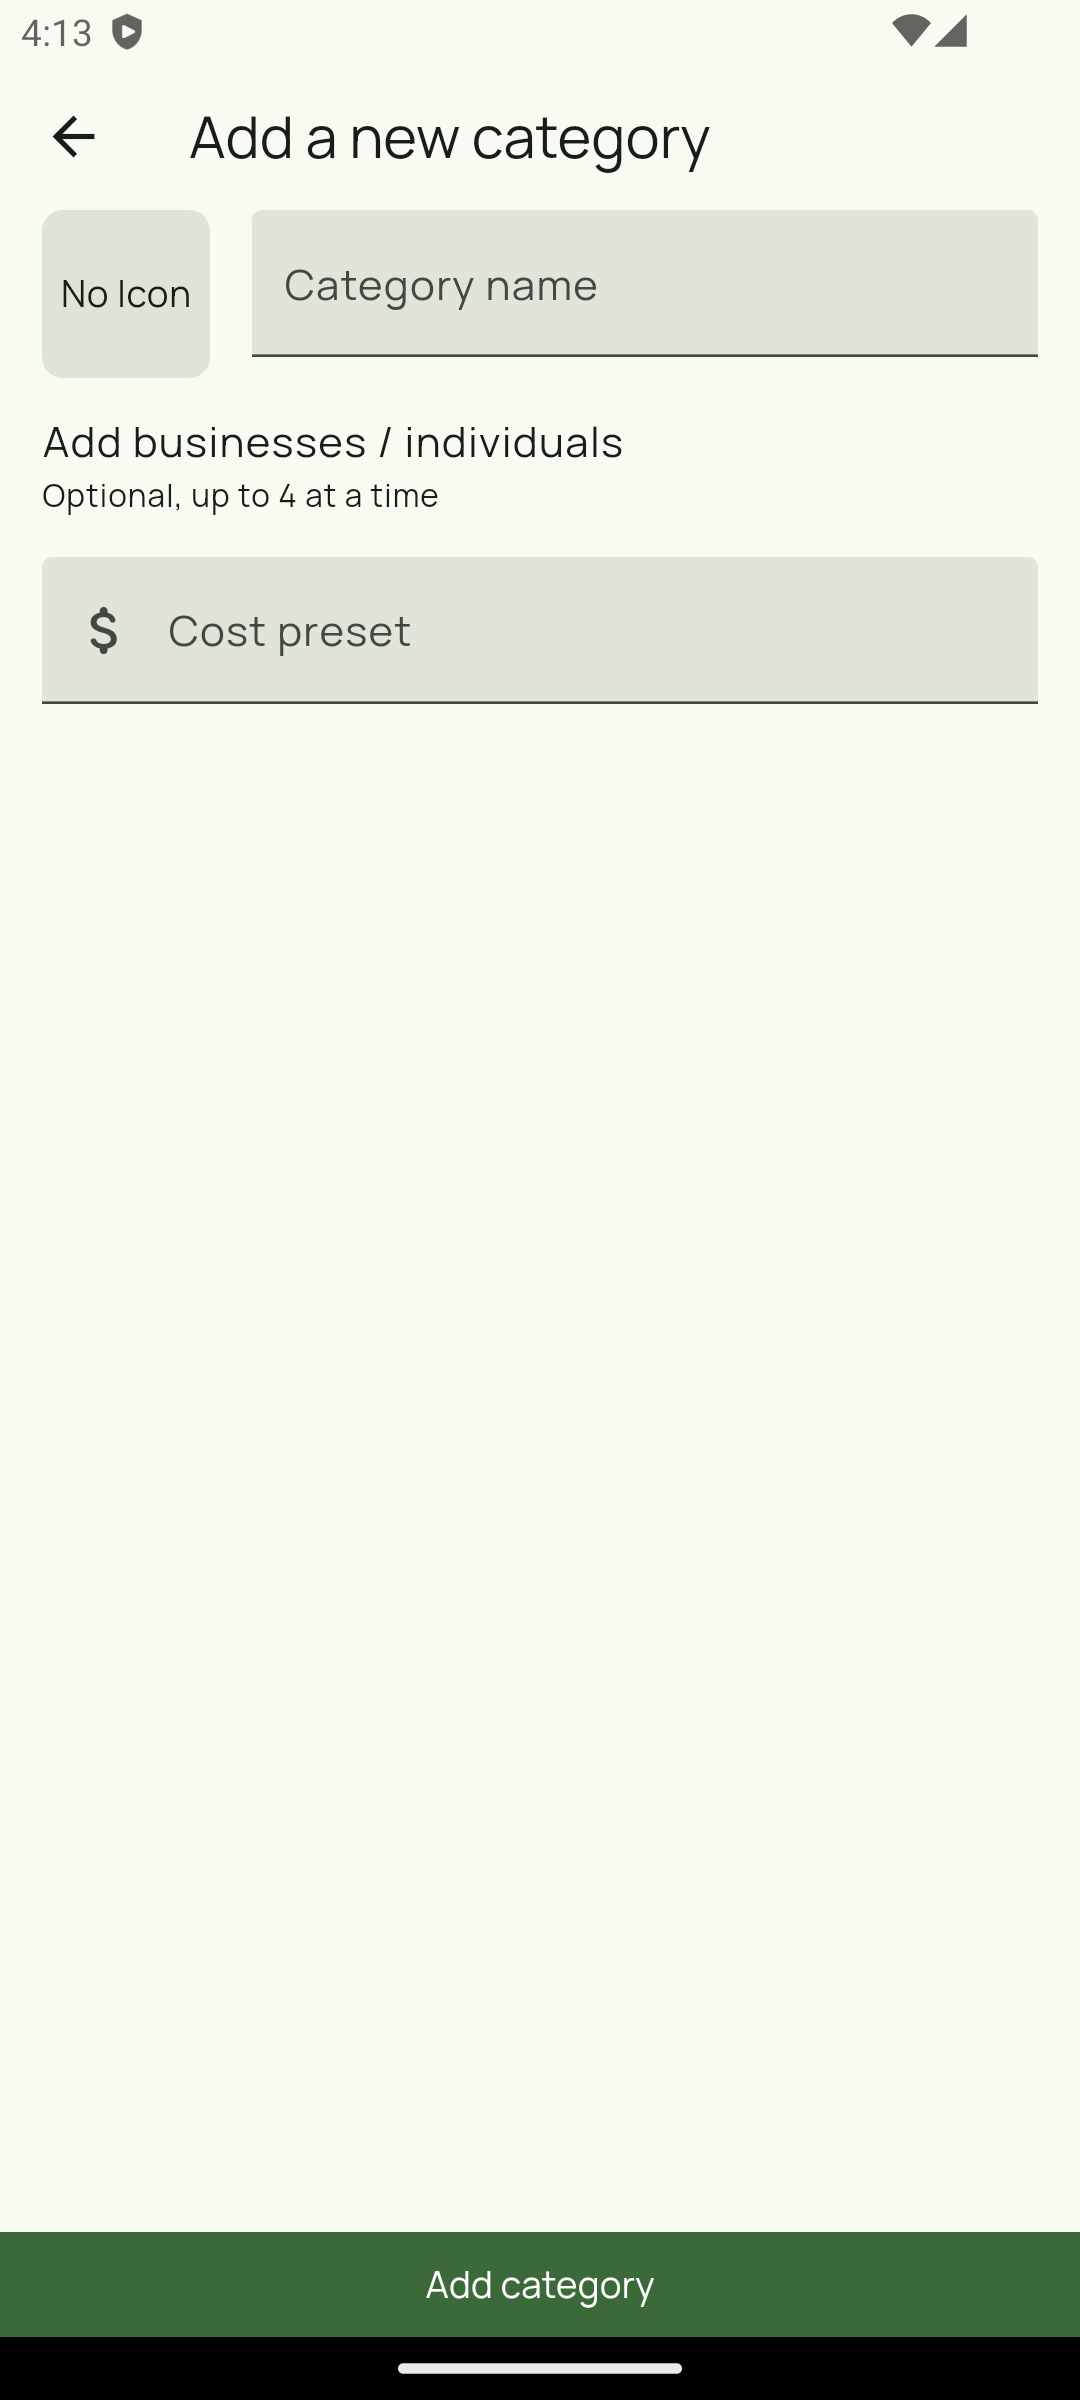 4:13
Add a new category
No Icon
Category name
Add businesses / individuals
Optional, up to 4 at a time
$ Cost preset
Add category